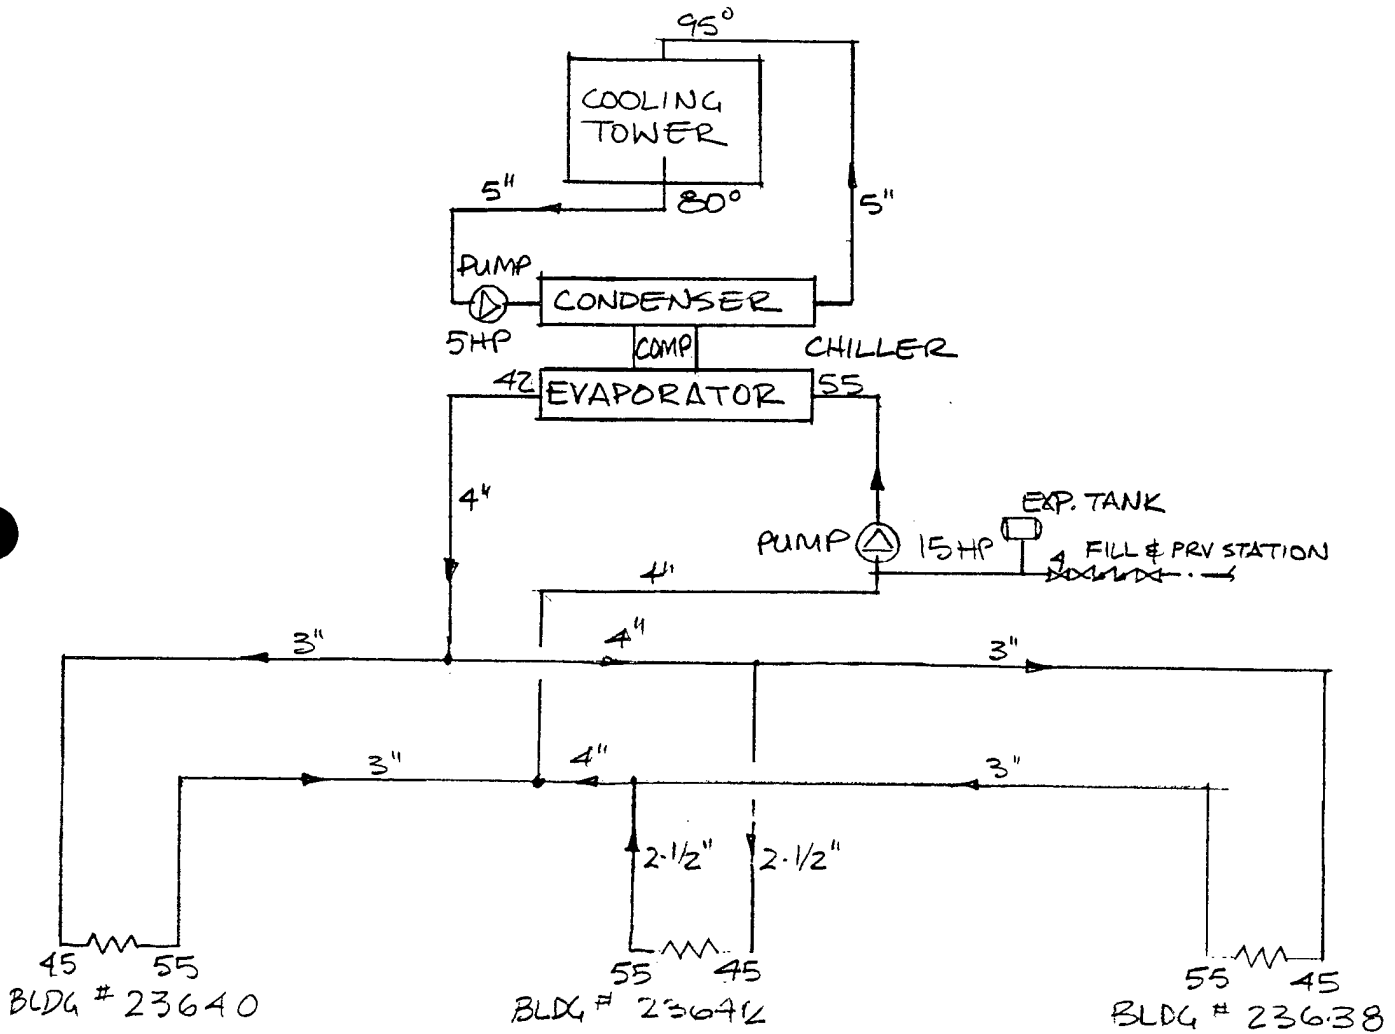 95°
COOLING
TOWER
5"
80°
5"
PUMP
CONDENSER
5HP
COMP
CHILLER
42
EVAPORATOR
55
4"
EXP. TANK
PUMP
15HP
FILL & PRV STATION
4"
3"
4"
3"
3"
4"
3"
2-1/2"
2-1/2"
45
55
55
45
55
45
BLDG # 23640
BLDG #
BLDG # 23638